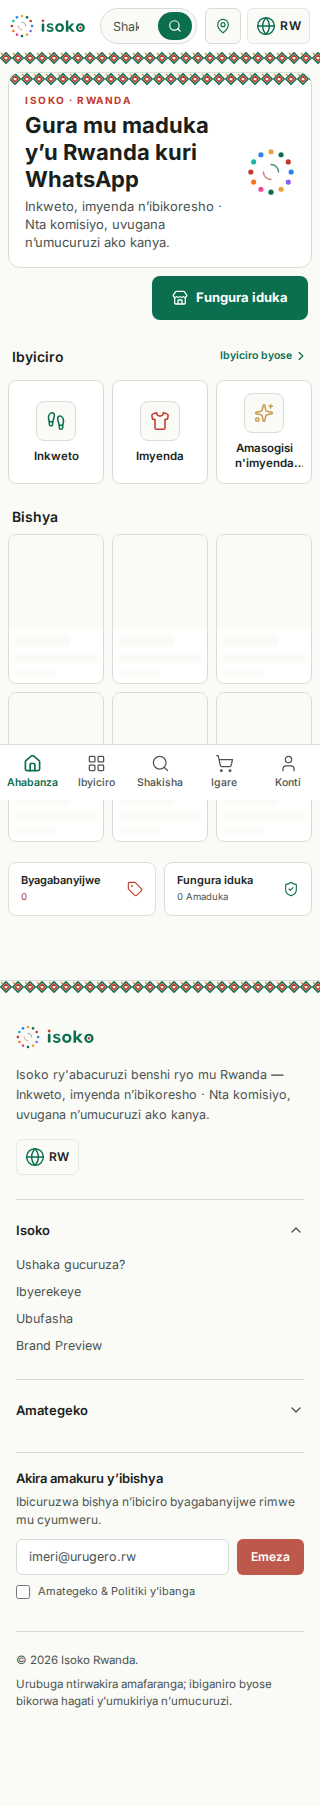 isoko
Shak
RW
ISOKO · RWANDA
Gura mu maduka
y’u Rwanda kuri
WhatsApp
Inkweto, imyenda n’ibikoresho ·
Nta komisiyo, uvugana
n’umucuruzi ako kanya.
Fungura iduka
Ibyiciro
Ibyiciro byose
Inkweto
Imyenda
Amasogisi
n'imyenda...
Bishya
Ahabanza
Ibyiciro
Shakisha
Igare
Konti
Byagabanyijwe
0
Fungura iduka
0 Amaduka
isoko
Isoko ry'abacuruzi benshi ryo mu Rwanda —
Inkweto, imyenda n’ibikoresho · Nta komisiyo,
uvugana n’umucuruzi ako kanya.
RW
Isoko
Ushaka gucuruza?
Ibyerekeye
Ubufasha
Brand Preview
Amategeko
Akira amakuru y’ibishya
Ibicuruzwa bishya n’ibiciro byagabanyijwe rimwe
mu cyumweru.
imeri@urugero.rw
Emeza
Amategeko & Politiki y'ibanga
© 2026 Isoko Rwanda.
Urubuga ntirwakira amafaranga; ibiganiro byose
bikorwa hagati y’umukiriya n’umucuruzi.